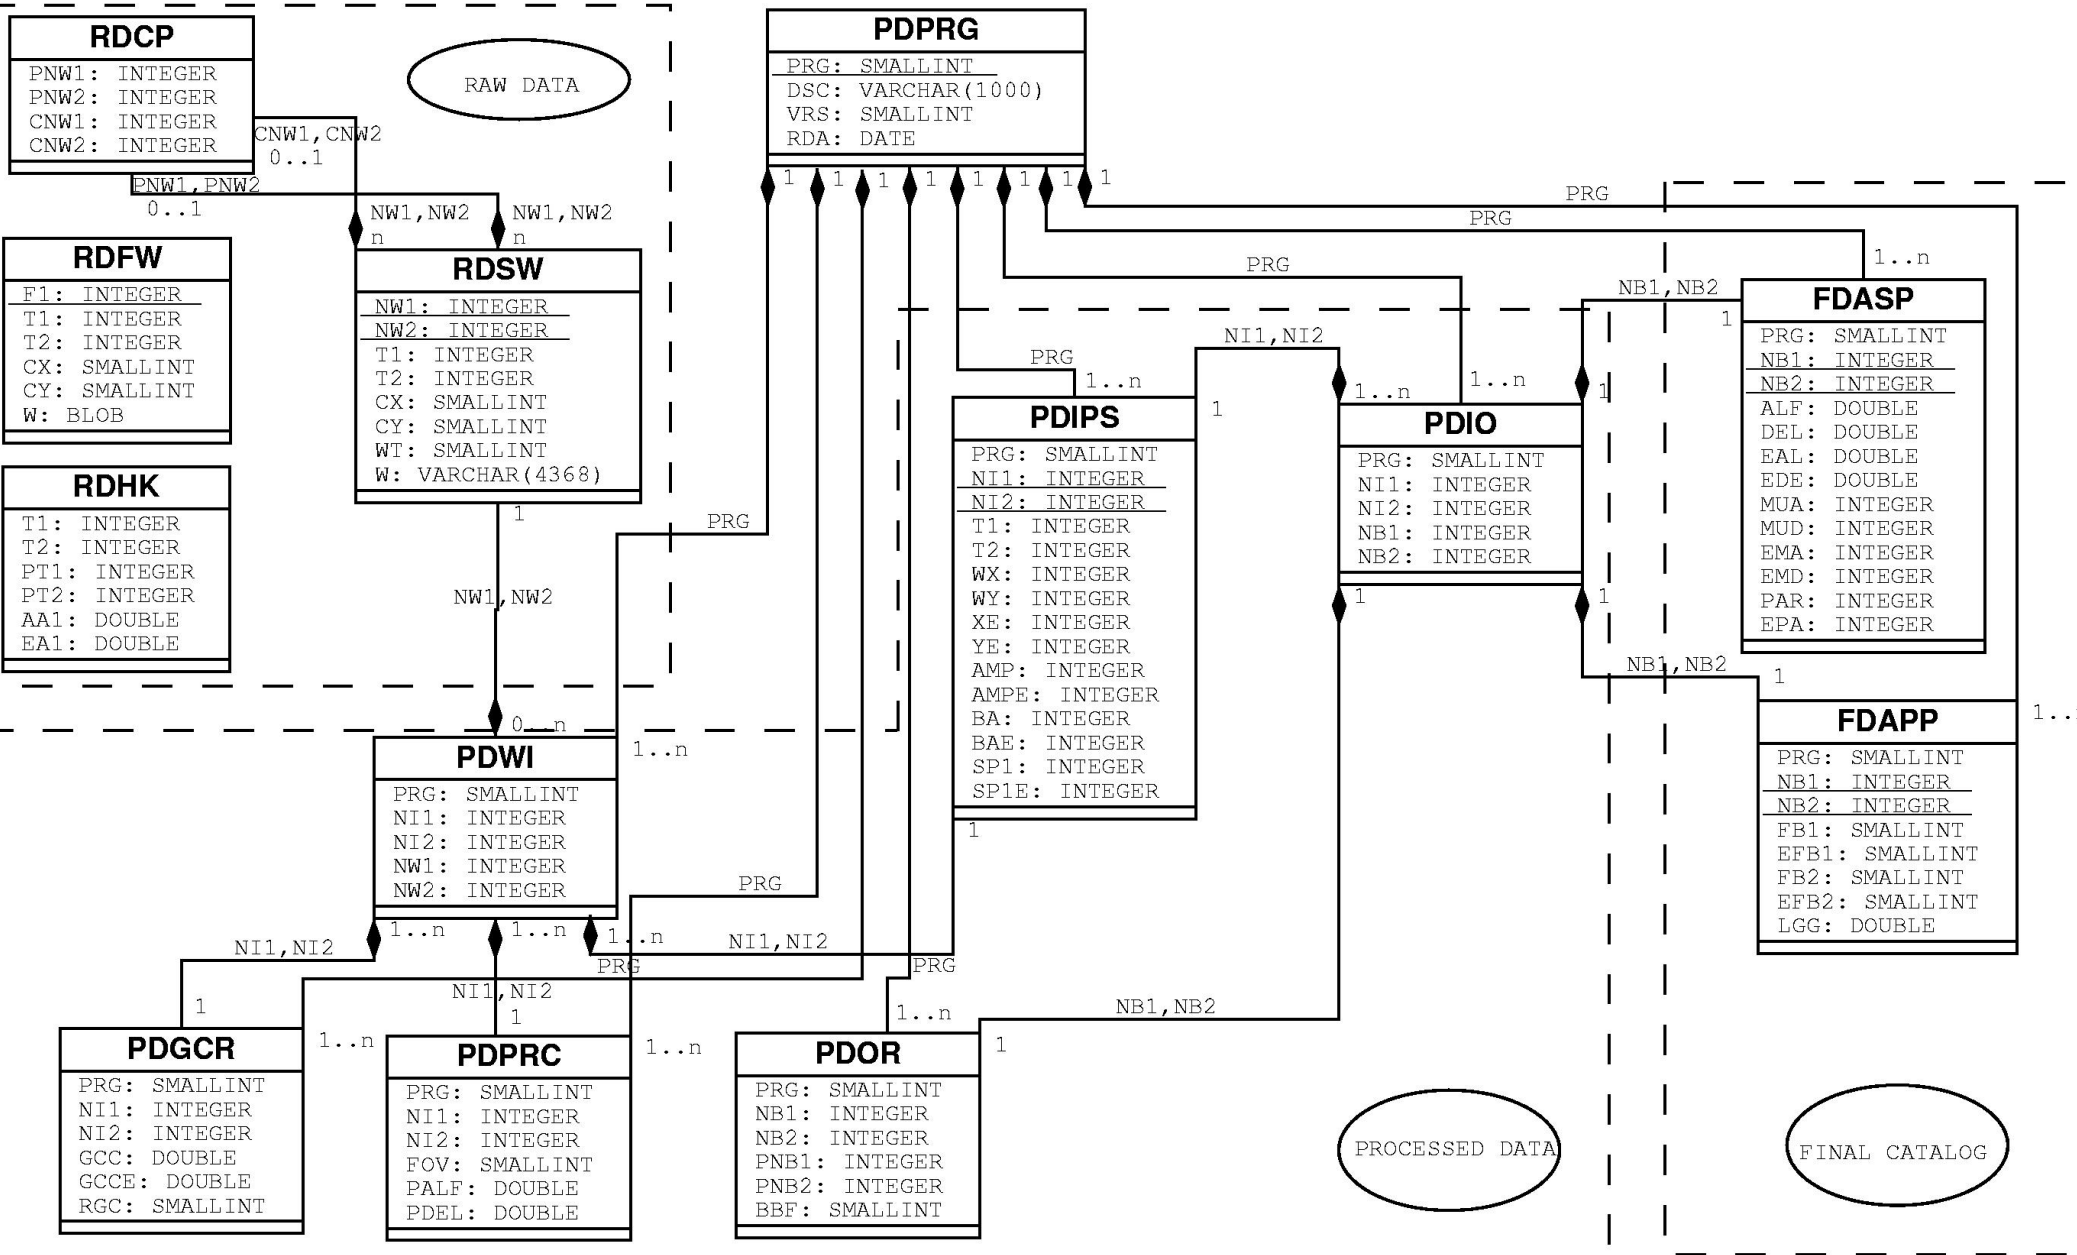 RDCP
PNW1: INTEGER
PNW2: INTEGER
CNW1: INTEGER
CNW2: INTEGER
RAW DATA
CNW1,CNW2
0..1
PNW1,PNW2
0..1
NW1,NW2
n
NW1,NW2
n
RDFW
F1: INTEGER
T1: INTEGER
T2: INTEGER
CX: SMALLINT
CY: SMALLINT
W: BLOB
RDSW
NW1: INTEGER
NW2: INTEGER
T1: INTEGER
T2: INTEGER
CX: SMALLINT
CY: SMALLINT
WT: SMALLINT
W: VARCHAR(4368)
1
RDHK
T1: INTEGER
T2: INTEGER
PT1: INTEGER
PT2: INTEGER
AA1: DOUBLE
EA1: DOUBLE
NW1,NW2
0..n
PDPRG
PRG: SMALLINT
DSC: VARCHAR(1000)
VRS: SMALLINT
RDA: DATE
1
1
1
1
1
1
1
1
PRG
PRG
PRG
PRG
PRG
1..n
NI1,NI2
1
1..n
1..n
NB1,NB2
1
1
1..n
PDIPS
PRG: SMALLINT
NI1: INTEGER
NI2: INTEGER
T1: INTEGER
T2: INTEGER
WX: INTEGER
WY: INTEGER
XE: INTEGER
YE: INTEGER
AMP: INTEGER
AMPE: INTEGER
BA: INTEGER
BAE: INTEGER
SP1: INTEGER
SP1E: INTEGER
1
PDIO
PRG: SMALLINT
NI1: INTEGER
NI2: INTEGER
NB1: INTEGER
NB2: INTEGER
1
1
FDASP
PRG: SMALLINT
NB1: INTEGER
NB2: INTEGER
ALF: DOUBLE
DEL: DOUBLE
EAL: DOUBLE
EDE: DOUBLE
MUA: INTEGER
MUD: INTEGER
EMA: INTEGER
EMD: INTEGER
PAR: INTEGER
EPA: INTEGER
NB1,NB2
1
1..
FDAPP
PRG: SMALLINT
NB1: INTEGER
NB2: INTEGER
FB1: SMALLINT
EFB1: SMALLINT
FB2: SMALLINT
EFB2: SMALLINT
LGG: DOUBLE
PDWI
1..n
PRG: SMALLINT
NI1: INTEGER
NI2: INTEGER
NW1: INTEGER
NW2: INTEGER
1..n
1..n
1..n
PRG
NI1,NI2
NI1,NI2
PRG
PRG
NI1,NI2
1
1
1..n
1..n
1..n
NB1,NB2
1
PDGCR
PRG: SMALLINT
NI1: INTEGER
NI2: INTEGER
GCC: DOUBLE
GCCE: DOUBLE
RGC: SMALLINT
PDPRC
PRG: SMALLINT
NI1: INTEGER
NI2: INTEGER
FOV: SMALLINT
PALF: DOUBLE
PDEL: DOUBLE
PDOR
PRG: SMALLINT
NB1: INTEGER
NB2: INTEGER
PNB1: INTEGER
PNB2: INTEGER
BBF: SMALLINT
PROCESSED DATA
FINAL CATALOG